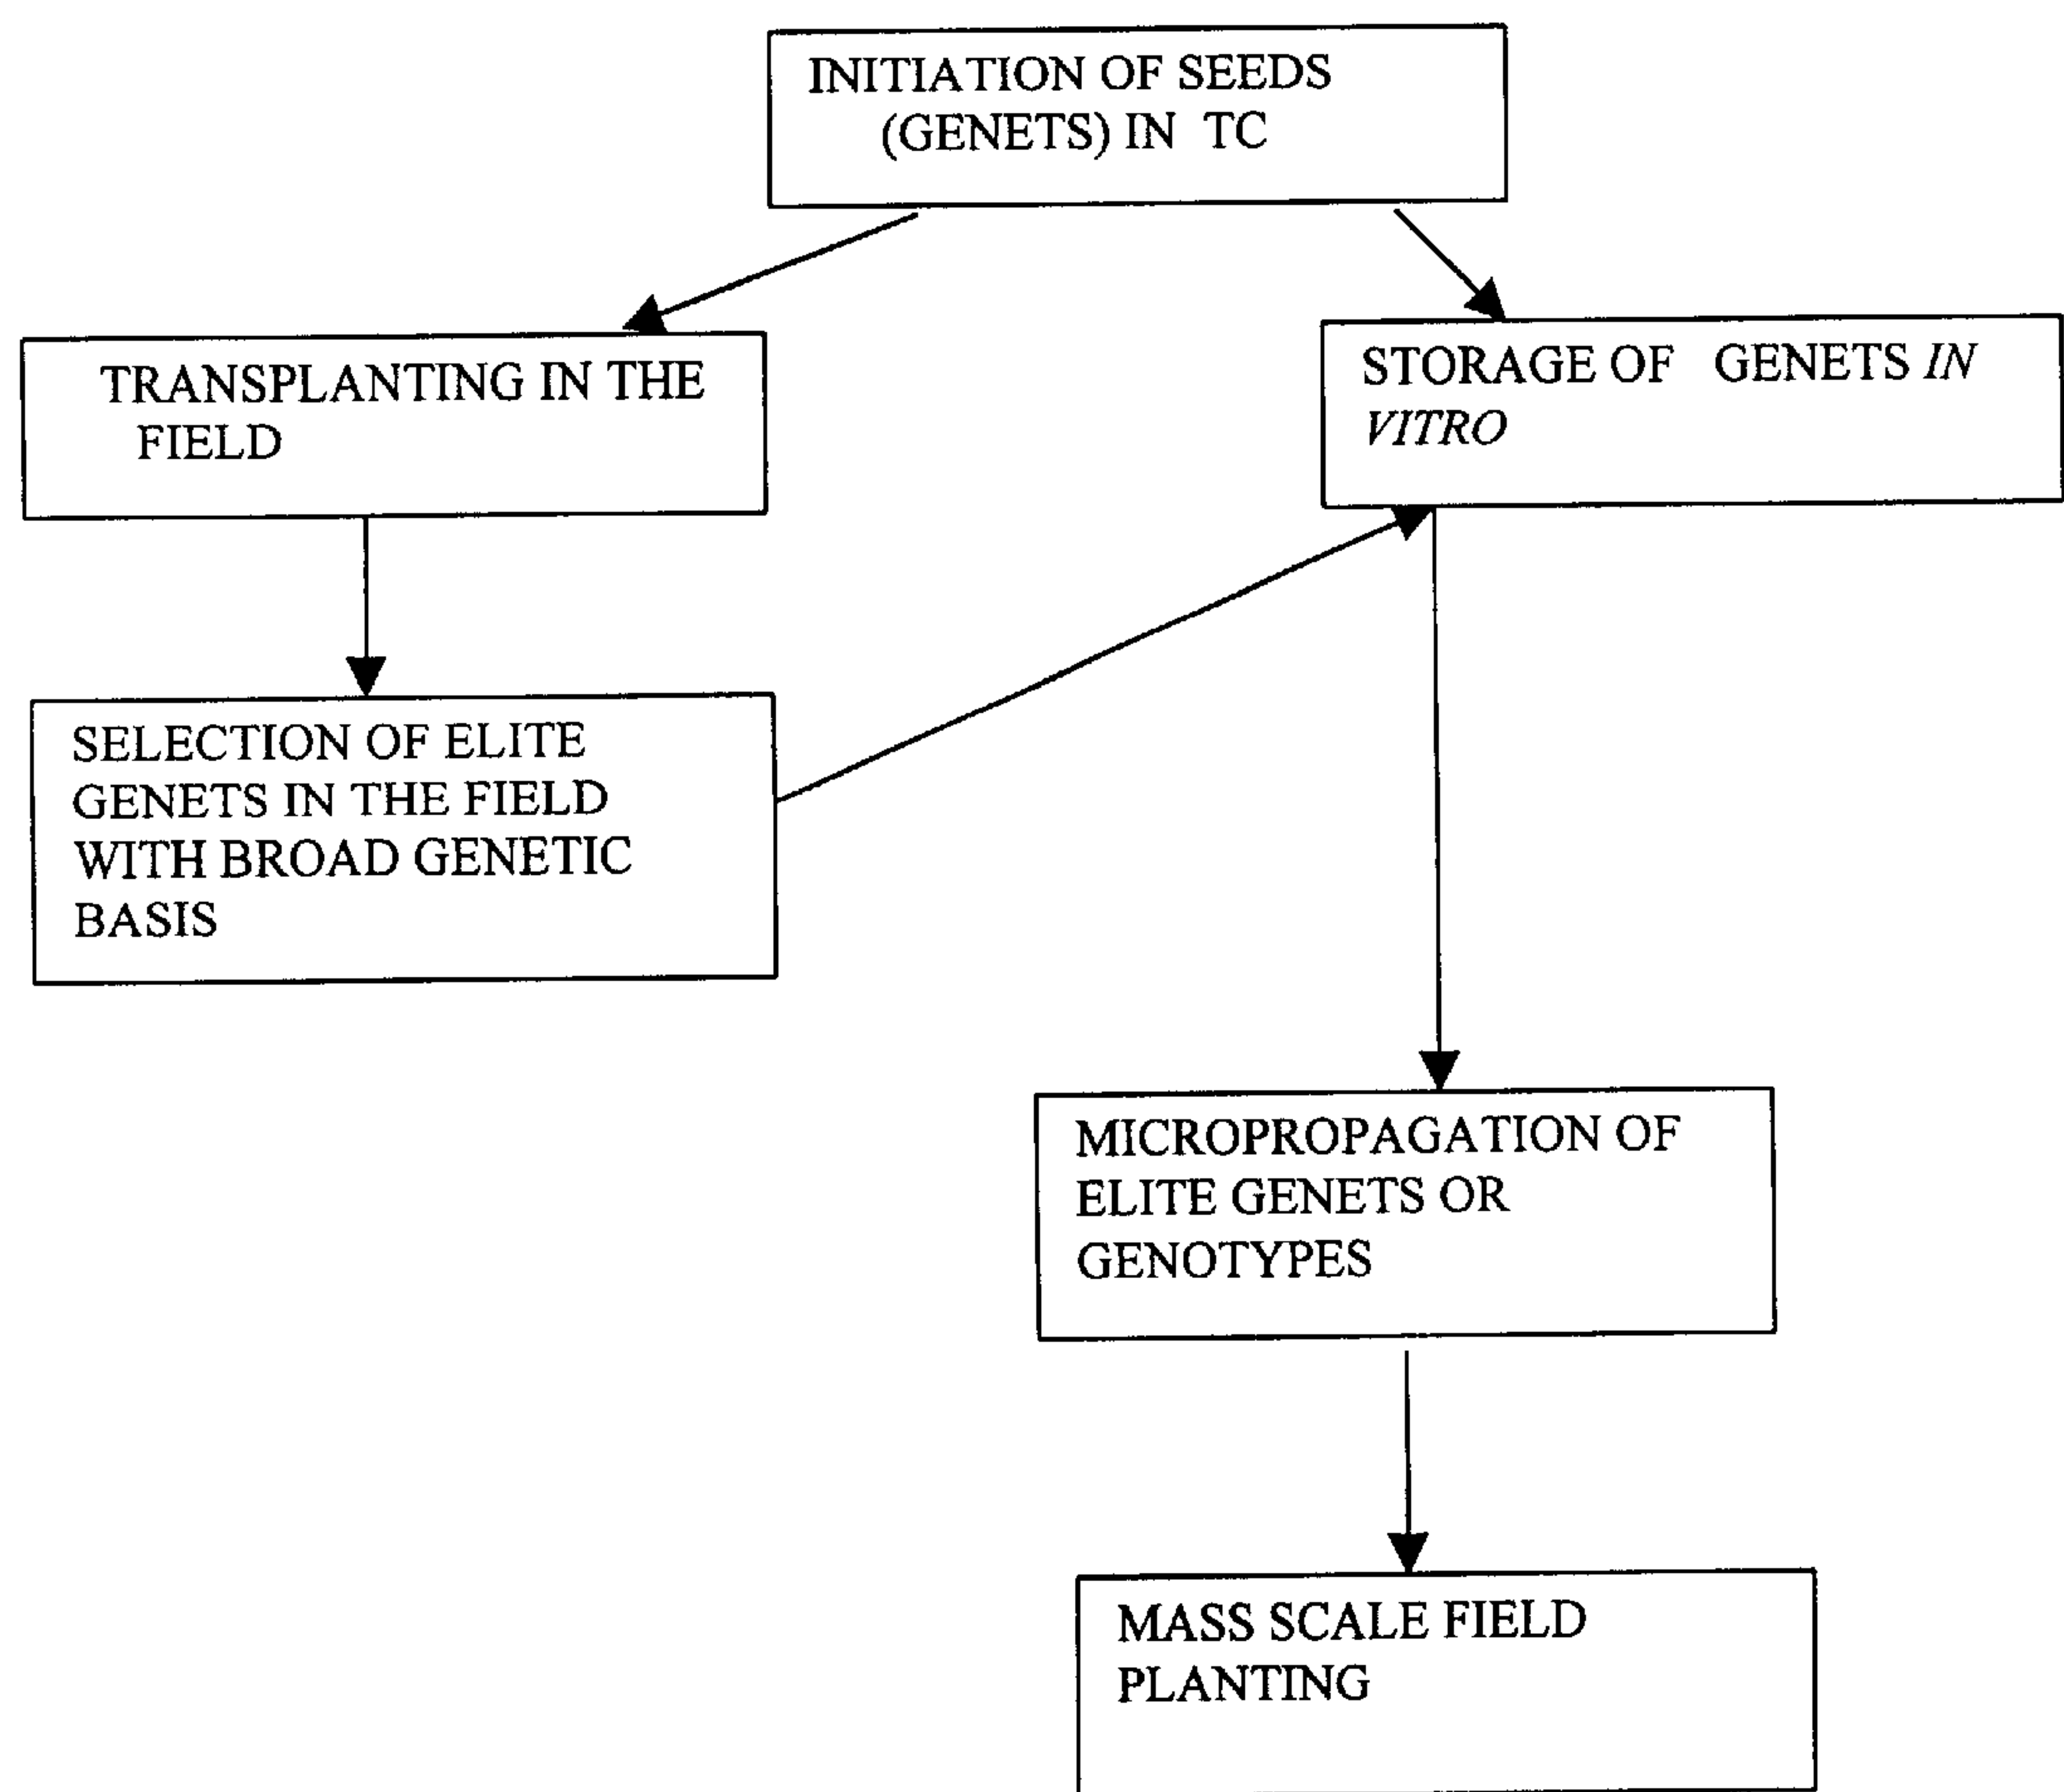 INITIATION OF SEEDS
(GENETS) IN TC
TRANSPLANTING IN THE
FIELD
STORAGE OF GENETS IN
VITRO
SELECTION OF ELITE
GENETS IN THE FIELD
WITH BROAD GENETIC
BASIS
MICROPROPAGATION OF
ELITE GENETS OR
GENOTYPES
MASS SCALE FIELD
PLANTING